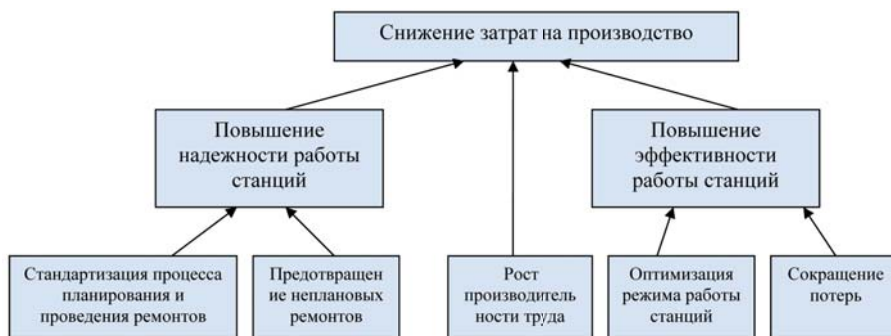 Снижение затрат на производство
Повышение
надежности работы
станций
Повышение
эффективности
работы станций
Стандартизация процесса
планирования и
проведения ремонтов
Предотвращен
ие неплановых
ремонтов
Рост
производитель
ности труда
Оптимизация
режима работы
станций
Сокращение
потерь